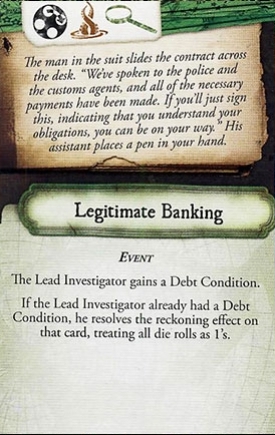 The man in the suit slides the contract across
the desk. "We've spoken to the police and
the customs agents, and all of the necessary
payments have been made. If you'll just sign
this, indicating that you understand your
obligations, you can be on your way." His
assistant places a pen in your hand.
Legitimate Banking
EVENT
The Lead Investigator gains a Debt Condition.
If the Lead Investigator already had a Debt
Condition, he resolves the reckoning effect on
that card, treating all die rolls as 1's.